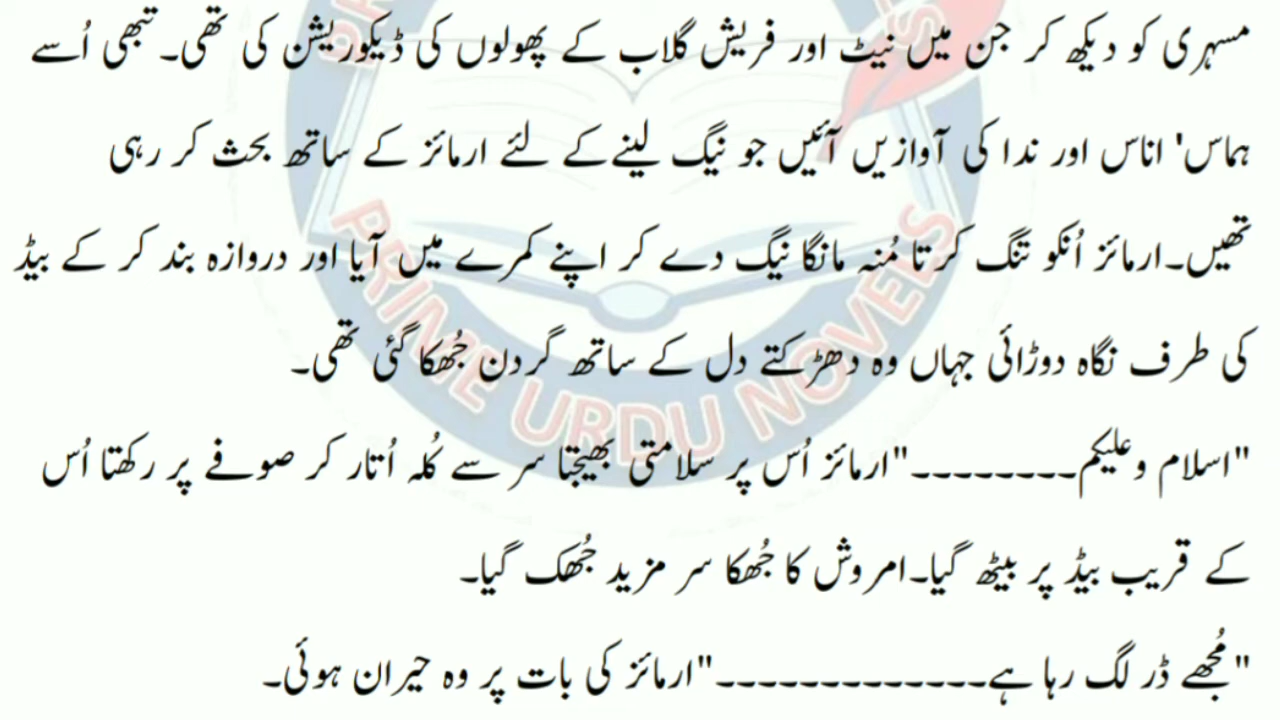 مسہری کو دیکھ کر جن میں نیٹ اور فریش گلاب کے پھولوں کی ڈیکوریشن کی تھی۔ تبھی اُسے
ہماس' اناس اور ندا کی آوازیں آئیں جو نیگ لینے کے لئے ارمائز کے ساتھ بحث کر رہی
تھیں۔ارمائز اُنکو تنگ کرتا مُنہ مانگا نیگ دے کر اپنے کمرے میں آیا اور دروازہ بند کر کے بیڈ
کی طرف نگاہ دوڑائی جہاں وہ دھڑکتے دل کے ساتھ گردن جُھکا گئی تھی۔
"اسلام وعلیکم۔۔۔۔۔۔۔۔۔"ارمائز اُس پر سلامتی بھیجتا سر سے کُلہ اُتار کر صوفے پر رکھتا اُس
کے قریب بیڈ پر بیٹھ گیا۔امروش کا جُھکا سر مزید جُھک گیا۔
"مُجھے ڈر لگ رہا ہے۔۔۔۔۔۔۔۔۔۔۔۔۔۔"ارمائز کی بات پر وہ حیران ہوئی۔
PRIME URDU NOVELS